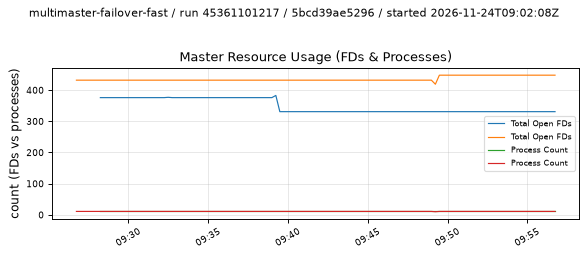 multimaster-failover-fast / run 45361101217 / 5bcd39ae5296 / started 2026-11-24T09:02:08Z
Master Resource Usage (FDs & Processes)
count (FDs vs processes)
400
300
200
100
0
Total Open FDs
Total Open FDs
Process Count
Process Count
09:30
09:35
09:40
09:45
09:50
09:55